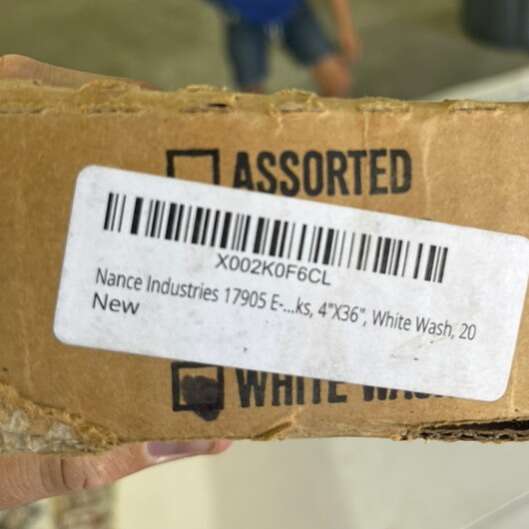 ASSORTED
X002K0F6CL
Nance Industries 17905 E-...ks, 4"X36", White Wash, 20
New
WHITE